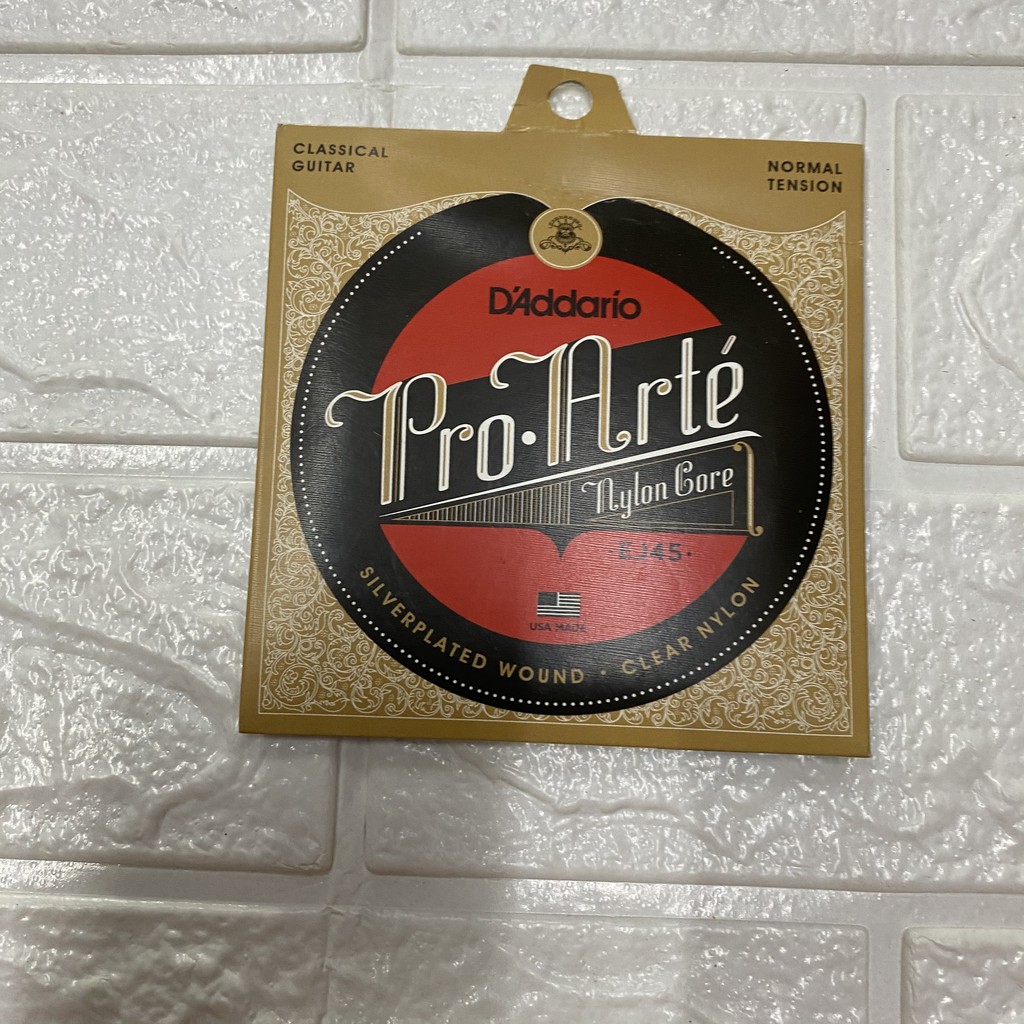 CLASSICAL
GUITAR
NORMAL
TENSION
D'Addario
Pro·Arté
Nylon Core
·EJ45·
USA MADE
SILVERPLATED WOUND · CLEAR NYLON